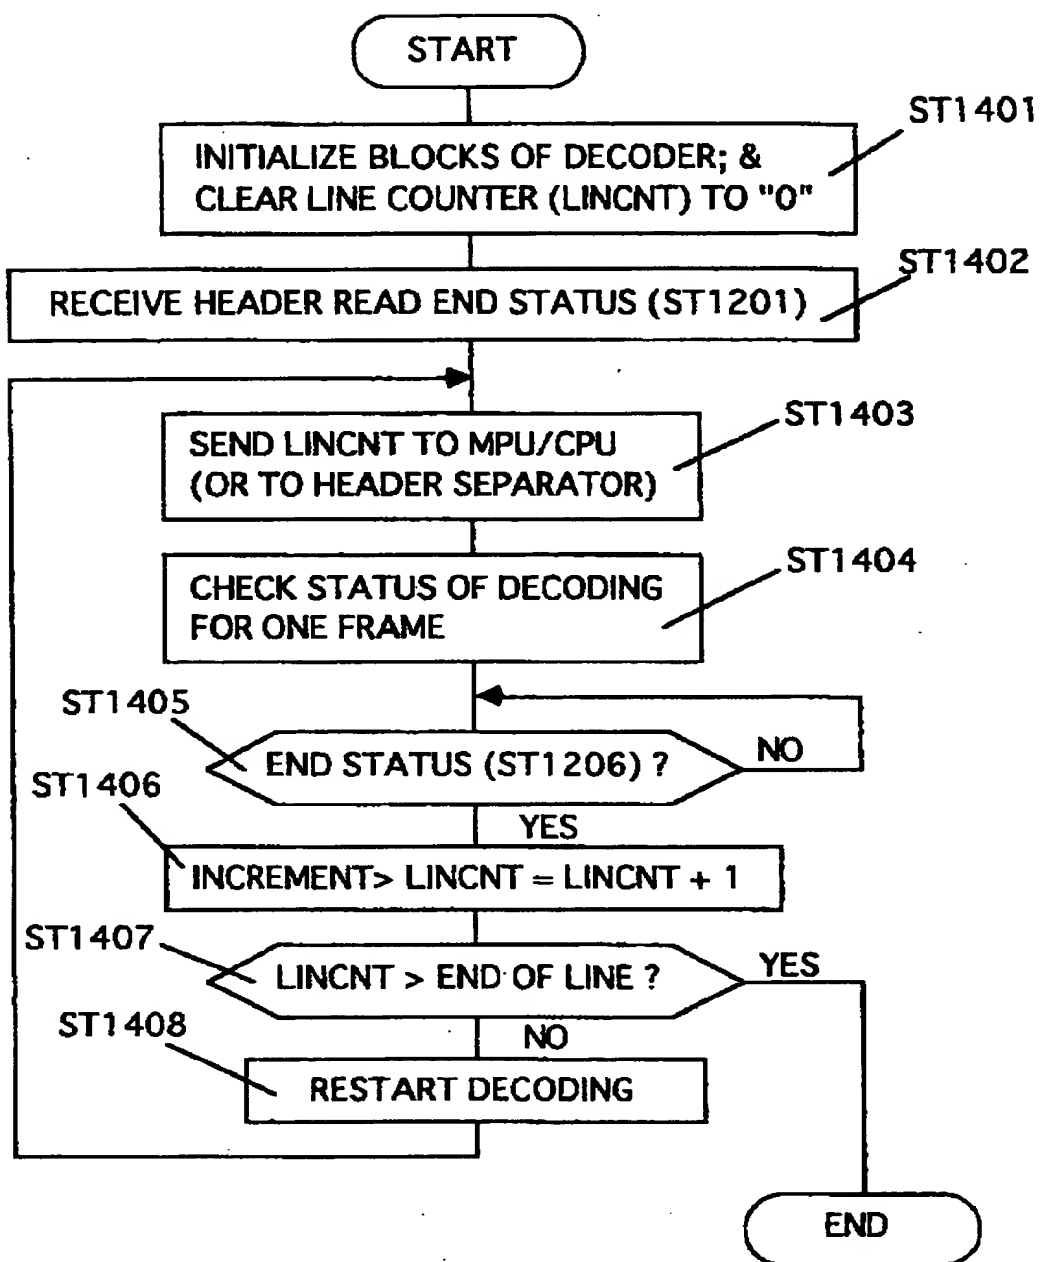 START
ST1401
INITIALIZE BLOCKS OF DECODER; &
CLEAR LINE COUNTER (LINCNT) TO "0"
ST1402
RECEIVE HEADER READ END STATUS (ST1201)
ST1403
SEND LINCNT TO MPU/CPU
(OR TO HEADER SEPARATOR)
ST1404
CHECK STATUS OF DECODING
FOR ONE FRAME
ST1405
END STATUS (ST1206) ?
NO
ST1406
YES
INCREMENT> LINCNT = LINCNT + 1
ST1407
LINCNT > END OF LINE ?
YES
ST1408
NO
RESTART DECODING
END